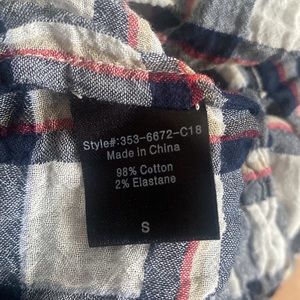 Style#:353-6672-C18
Made in China
98% Cotton
2% Elastane
S